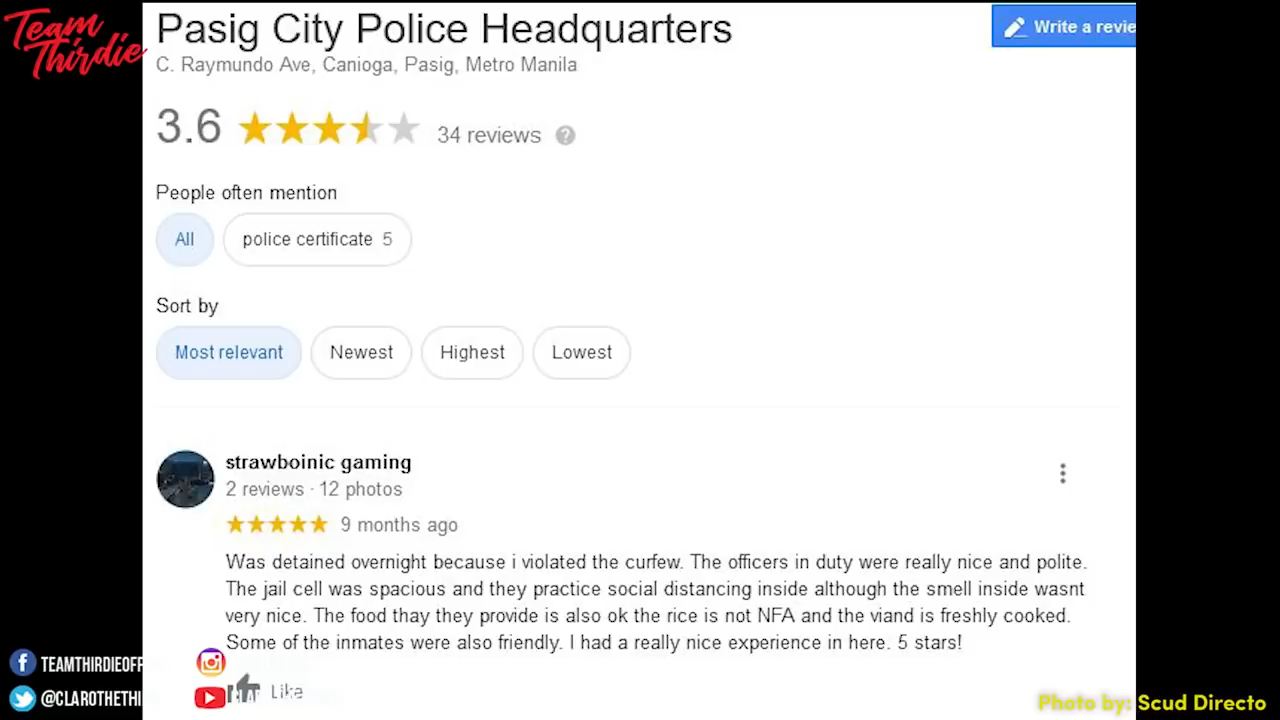 Team
Thirdie
Pasig City Police Headquarters
Write a revie
C. Raymundo Ave, Canioga, Pasig, Metro Manila
3.6 34 reviews
People often mention
All police certificate 5
Sort by
Most relevant Newest Highest Lowest
strawboinic gaming
2 reviews · 12 photos
9 months ago
Was detained overnight because i violated the curfew. The officers in duty were really nice and polite.
The jail cell was spacious and they practice social distancing inside although the smell inside wasnt
very nice. The food thay they provide is also ok the rice is not NFA and the viand is freshly cooked.
Some of the inmates were also friendly. I had a really nice experience in here. 5 stars!
Like
TEAMTHIRDIEOFF
@CLAROTHETHI
Photo by: Scud Directo